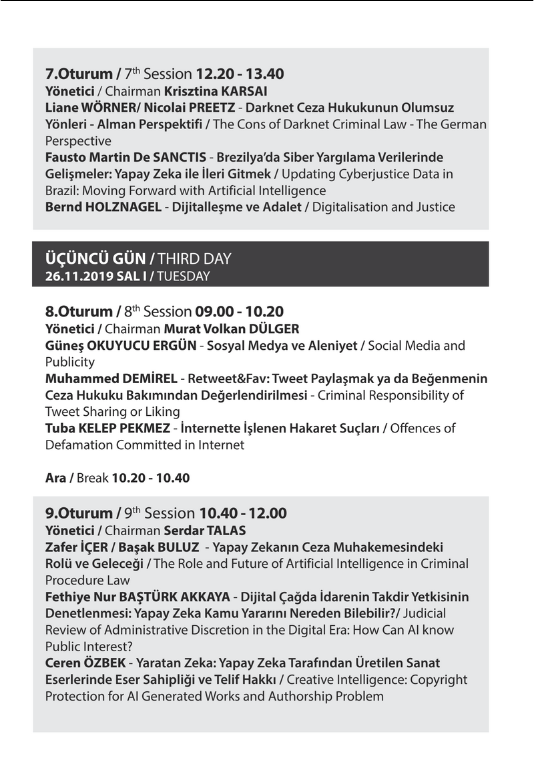 7.Oturum / 7th Session 12.20 - 13.40
Yönetici / Chairman Krisztina KARSAI
Liane WÖRNER/ Nicolai PREETZ - Darknet Ceza Hukukunun Olumsuz
Yönleri - Alman Perspektifi / The Cons of Darknet Criminal Law - The German
Perspective
Fausto Martin De SANCTIS - Brezilya’da Siber Yargılama Verilerinde
Gelişmeler: Yapay Zeka ile İleri Gitmek / Updating Cyberjustice Data in
Brazil: Moving Forward with Artificial Intelligence
Bernd HOLZNAGEL - Dijitalleşme ve Adalet / Digitalisation and Justice
ÜÇÜNCÜ GÜN / THIRD DAY
26.11.2019 SAL I / TUESDAY
8.Oturum / 8th Session 09.00 - 10.20
Yönetici / Chairman Murat Volkan DÜLGER
Güneş OKUYUCU ERGÜN - Sosyal Medya ve Aleniyet / Social Media and
Publicity
Muhammed DEMİREL - Retweet&Fav: Tweet Paylaşmak ya da Beğenmenin
Ceza Hukuku Bakımından Değerlendirilmesi - Criminal Responsibility of
Tweet Sharing or Liking
Tuba KELEP PEKMEZ - İnternette İşlenen Hakaret Suçları / Offences of
Defamation Committed in Internet
Ara / Break 10.20 - 10.40
9.Oturum / 9th Session 10.40 - 12.00
Yönetici / Chairman Serdar TALAS
Zafer İÇER / Başak BULUZ - Yapay Zekanın Ceza Muhakemesindeki
Rolü ve Geleceği / The Role and Future of Artificial Intelligence in Criminal
Procedure Law
Fethiye Nur BAŞTÜRK AKKAYA - Dijital Çağda İdarenin Takdir Yetkisinin
Denetlenmesi: Yapay Zeka Kamu Yararını Nereden Bilebilir?/ Judicial
Review of Administrative Discretion in the Digital Era: How Can AI know
Public Interest?
Ceren ÖZBEK - Yaratan Zeka: Yapay Zeka Tarafından Üretilen Sanat
Eserlerinde Eser Sahipliği ve Telif Hakkı / Creative Intelligence: Copyright
Protection for AI Generated Works and Authorship Problem